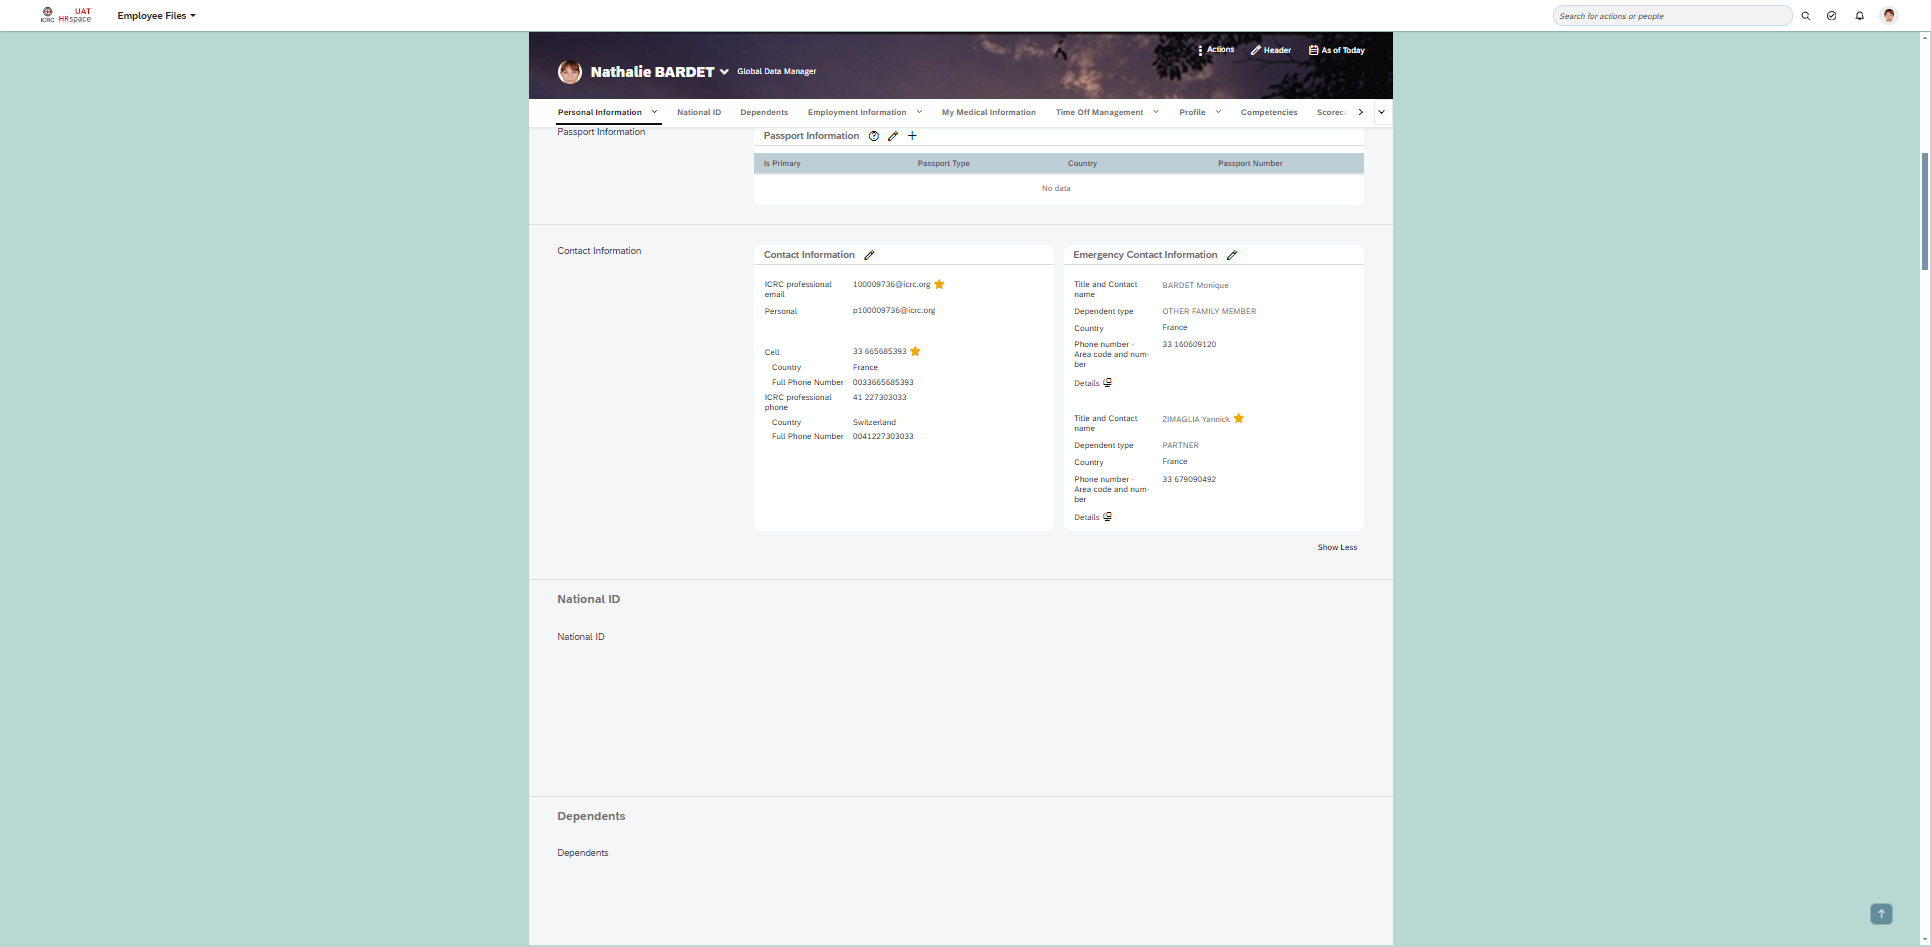 ICRC
UAT
HRspace
Employee Files
Search for actions or people
Actions
Header
As of Today
Nathalie BARDET
Global Data Manager
Personal Information
National ID
Dependents
Employment Information
My Medical Information
Time Off Management
Profile
Competencies
Scorec
Passport Information
Passport Information
Is Primary
Passport Type
Country
Passport Number
No data
Contact Information
Contact Information
ICRC professional
email
100009736@icrc.org
Personal
p100009736@icrc.org
Cell
33 665685393
Country
France
Full Phone Number
0033665685393
ICRC professional
phone
41 227303033
Country
Switzerland
Full Phone Number
0041227303033
Emergency Contact Information
Title and Contact
name
BARDET Monique
Dependent type
OTHER FAMILY MEMBER
Country
France
Phone number -
Area code and num-
ber
33 160609120
Details
Title and Contact
name
ZIMAGLIA Yannick
Dependent type
PARTNER
Country
France
Phone number -
Area code and num-
ber
33 679090492
Details
Show Less
National ID
National ID
Dependents
Dependents